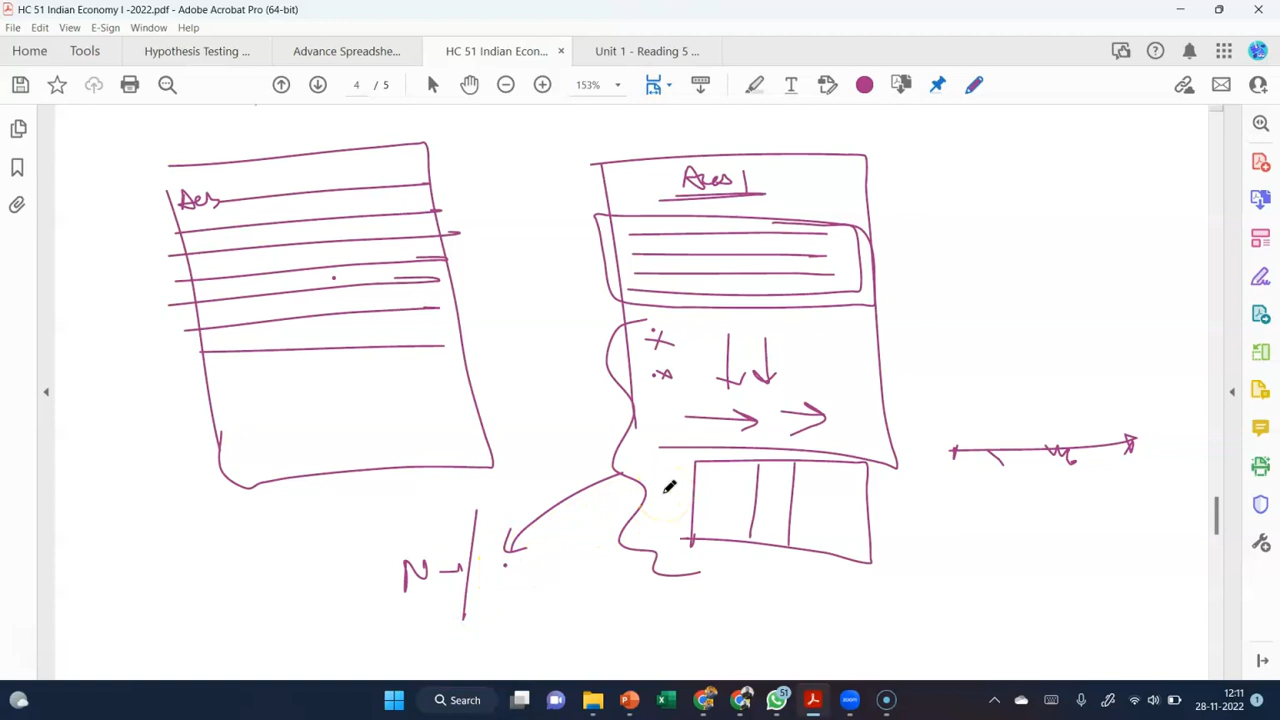 HC 51 Indian Economy I -2022.pdf - Adobe Acrobat Pro (64-bit)
File Edit View E-Sign Window Help
Home Tools Hypothesis Testing ... Advance Spreadshe... HC 51 Indian Econ... × Unit 1 - Reading 5 ...
4 / 5 153%
Ans
Ans 1
N →
51
Search
12:11
28-11-2022